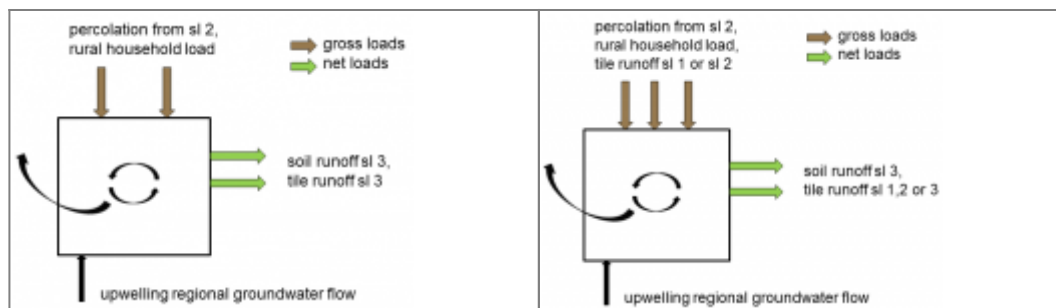 percolation from sl 2,
rural household load
gross loads
net loads
soil runoff sl 3,
tile runoff sl 3
upwelling regional groundwater flow
percolation from sl 2,
rural household load,
tile runoff sl 1 or sl 2
gross loads
net loads
soil runoff sl 3,
tile runoff sl 1,2 or 3
upwelling regional groundwater flow